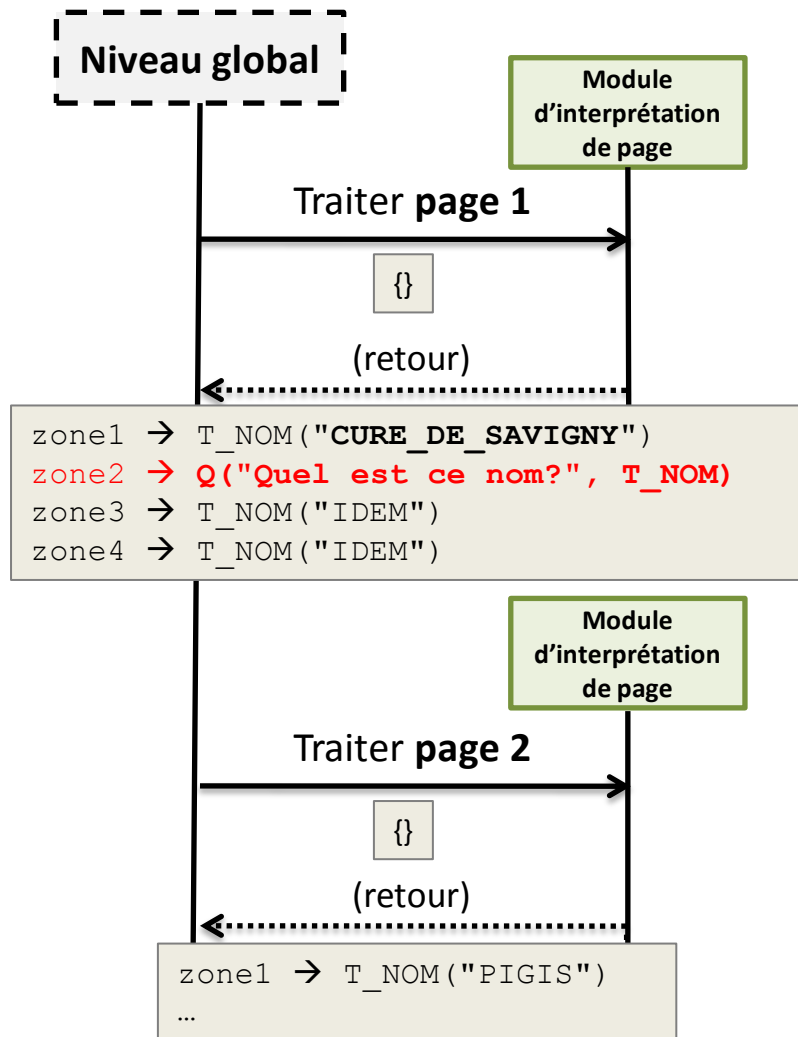 Niveau global
Module
d’interprétation
de page
Traiter page 1
{}
(retour)
zone1 → T_NOM("CURE_DE_SAVIGNY")
zone2 → Q("Quel est ce nom?", T_NOM)
zone3 → T_NOM("IDEM")
zone4 → T_NOM("IDEM")
Module
d’interprétation
de page
Traiter page 2
{}
(retour)
zone1 → T_NOM("PIGIS")
…